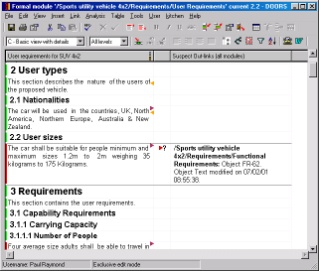 Formal module '/Sports utility vehicle 4x2/Requirements/User Requirements' current 2.2 - DOORS
File Edit View Insert Link Analysis Table Tools User Utchen Help
C - Basic view with details
All levels
User requirements for SUV 4x2
Suspect Out-links (all modules)
2 User types
This section describes the nature of the users of
the proposed vehicle.
2.1 Nationalities
The car will be used in the countries, UK, North
America, Northern Europe, Australia & New
Zealand.
2.2 User sizes
The car shall be suitable for people minimum and
maximum sizes 1.2m to 2m weighing 35
kilograms to 175 Kilograms.
?
/Sports utility vehicle
4x2/Requirements/Functional
Requirements: Object FR-62.
Object Text modified on 07/02/01
08:55:38.
3 Requirements
This section contains the user requirements.
3.1 Capability Requirements
3.1.1 Carrying Capacity
3.1.1.1 Number of People
Four average size adults shall be able to travel in
Username: Paul Raymond
Exclusive edit mode